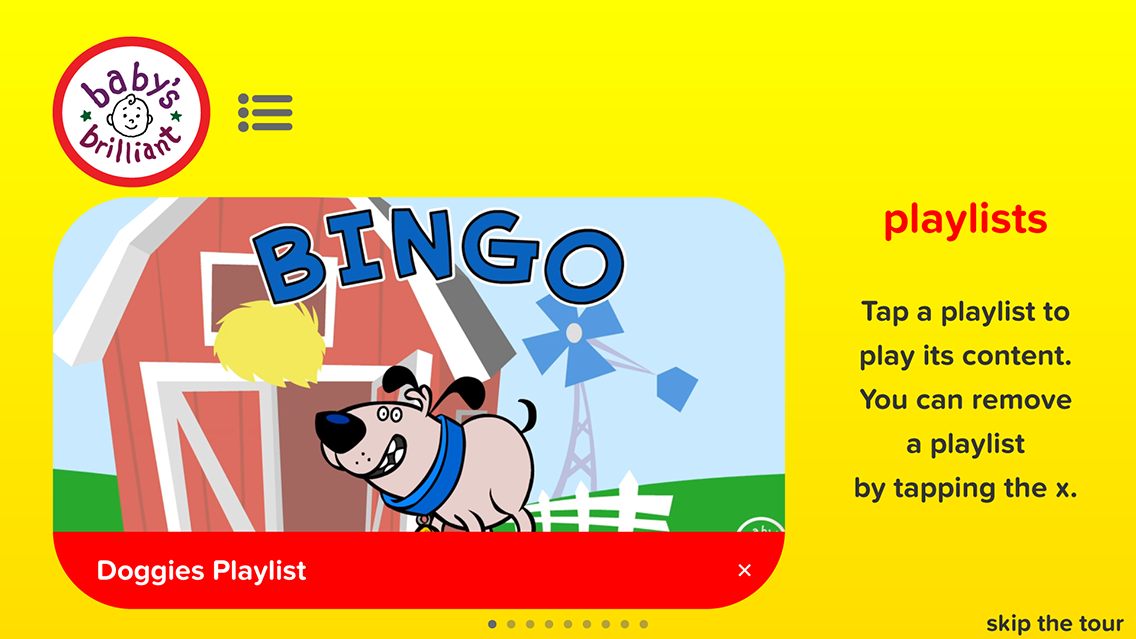 baby's
brilliant
BINGO
playlists
Tap a playlist to
play its content.
You can remove
a playlist
by tapping the x.
Doggies Playlist ×
skip the tour